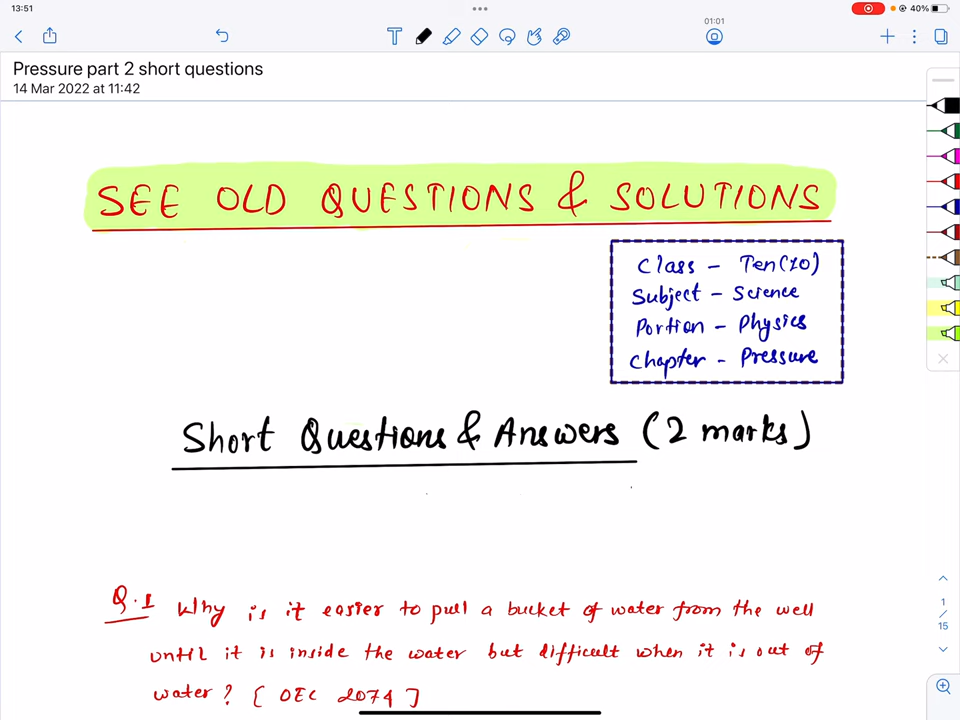 13:51
40%
01:01
Pressure part 2 short questions
14 Mar 2022 at 11:42
SEE OLD QUESTIONS & SOLUTIONS
Class - Ten(10)
Subject - Science
Portion - Physics
Chapter - Pressure
Short Questions & Answers (2 marks)
Q.1 Why is it easier to pull a bucket of water from the well
until it is inside the water but difficult when it is out of
water? [ OEC 2074 ]
1
/
15